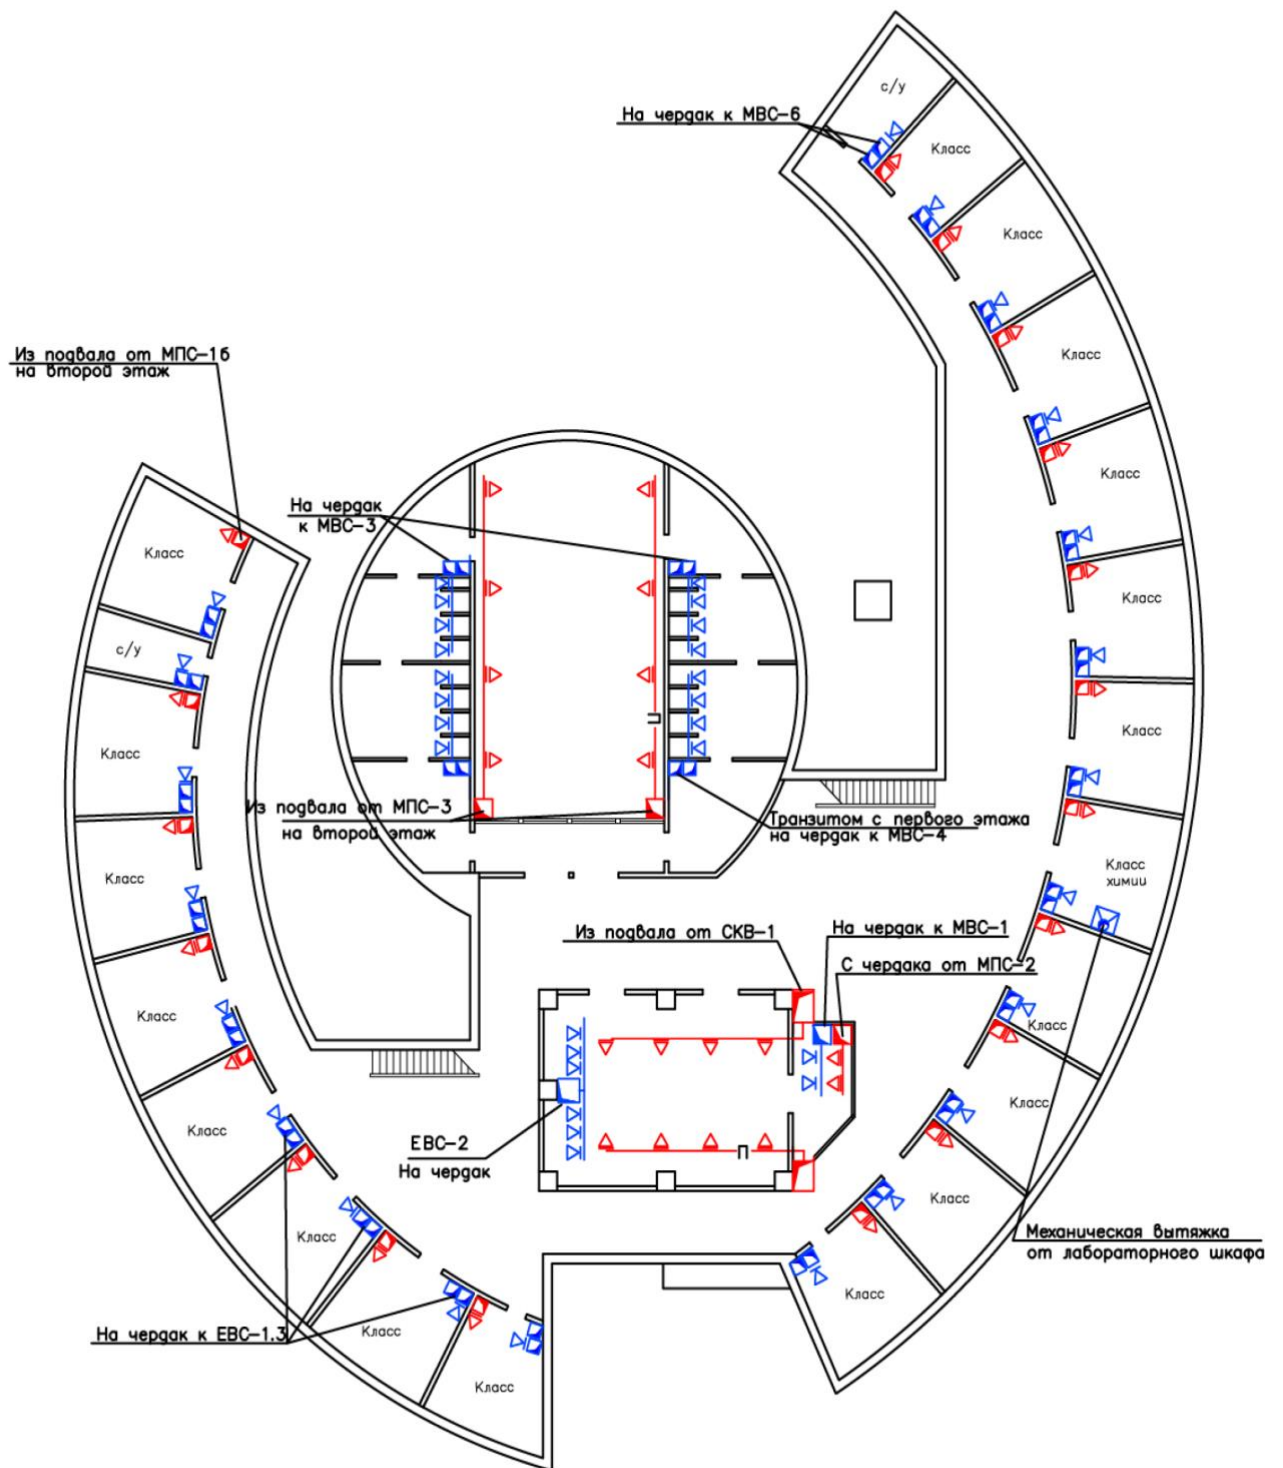 с/у
На чердак к МВС-6
Класс
Класс
Класс
Из подвала от МПС-1б
на второй этаж
Класс
На чердак
к МВС-3
Класс
Класс
с/у
Класс
Класс
Из подвала от МПС-3
на второй этаж
Транзитом с первого этажа
на чердак к МВС-4
Класс
химии
Класс
Из подвала от СКВ-1
На чердак к МВС-1
С чердака от МПС-2
Класс
Класс
П
Класс
Класс
ЕВС-2
На чердак
П
Класс
Класс
Механическая вытяжка
от лабораторного шкафа
Класс
На чердак к ЕВС-1.3
Класс
Класс